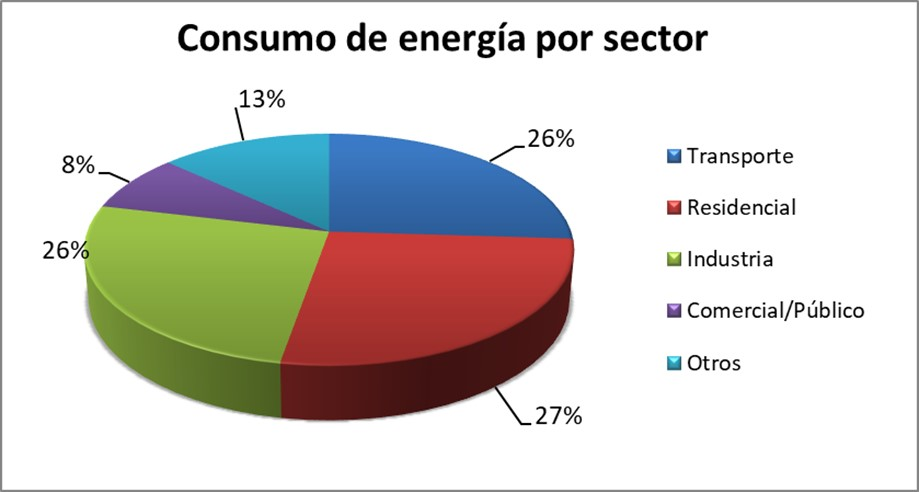 Consumo de energía por sector
13%
26%
8%
26%
27%
Transporte
Residencial
Industria
Comercial/Público
Otros